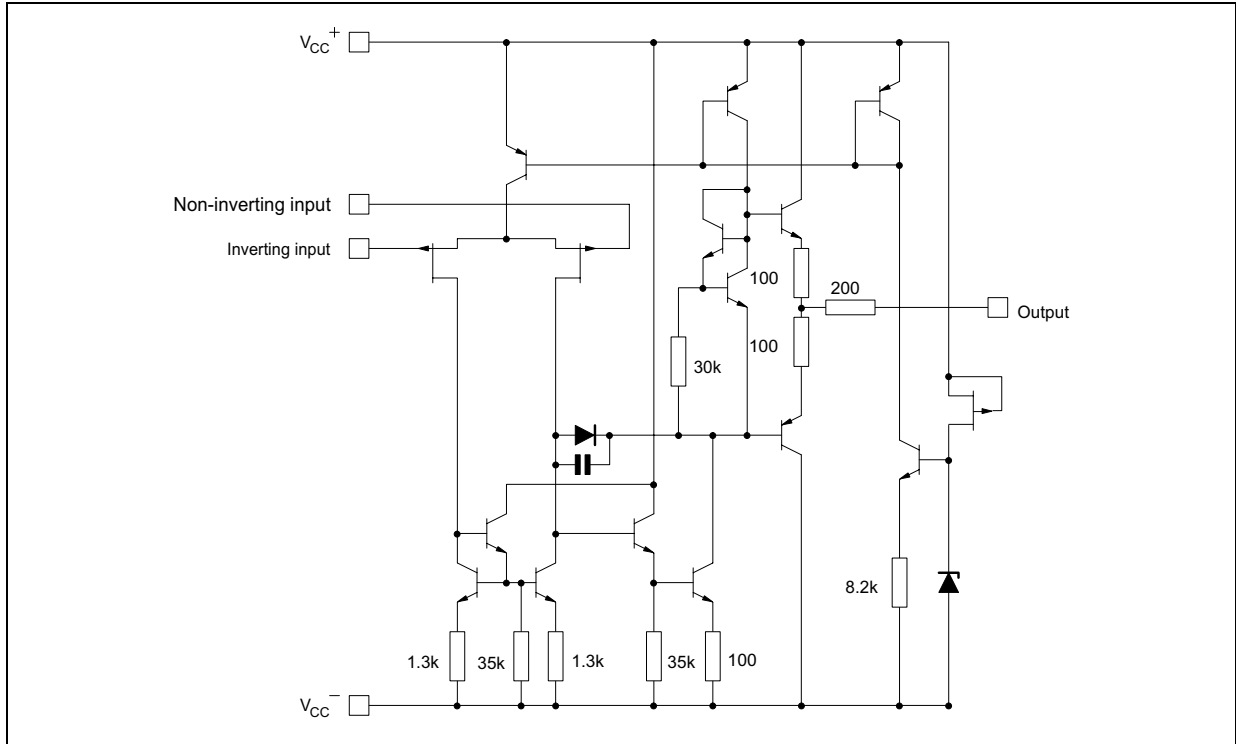 VCC+
Non-inverting input
Inverting input
100
200
Output
100
30k
8.2k
1.3k
35k
1.3k
35k
100
VCC−